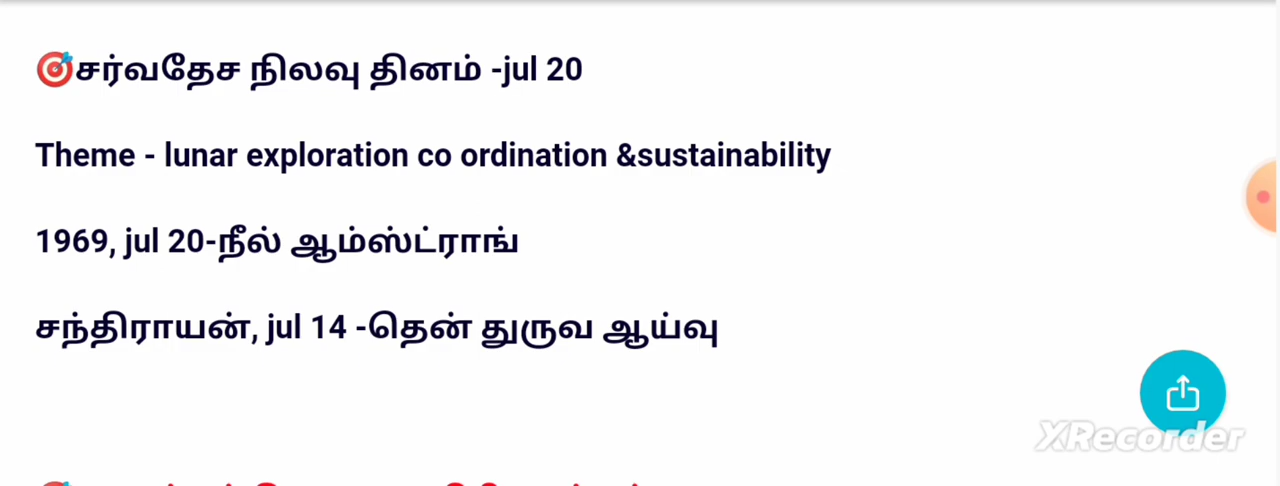 🎯சர்வதேச நிலவு தினம் -jul 20
Theme - lunar exploration co ordination &sustainability
1969, jul 20-நீல் ஆம்ஸ்ட்ராங்
சந்திராயன், jul 14 -தென் துருவ ஆய்வு
XRecorder